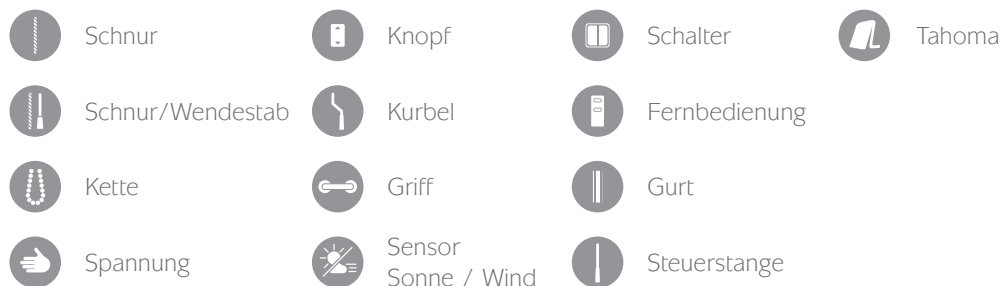 Schnur
Knopf
Schalter
Tahoma
Schnur/Wendestab
Kurbel
Fernbedienung
Kette
Griff
Gurt
Spannung
Sensor
Sonne / Wind
Steuerstange